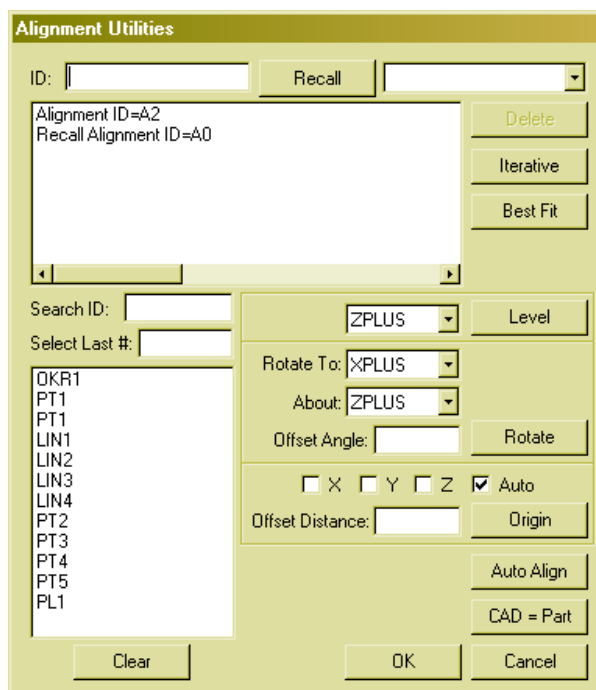 Alignment Utilities
ID:
Recall
Alignment ID=A2
Recall Alignment ID=A0
Delete
Iterative
Best Fit
Search ID:
Select Last #:
ZPLUS
Level
Rotate To: XPLUS
About: ZPLUS
Offset Angle:
Rotate
X Y Z Auto
Offset Distance:
Origin
OKR1
PT1
PT1
LIN1
LIN2
LIN3
LIN4
PT2
PT3
PT4
PT5
PL1
Auto Align
CAD = Part
Clear
OK
Cancel